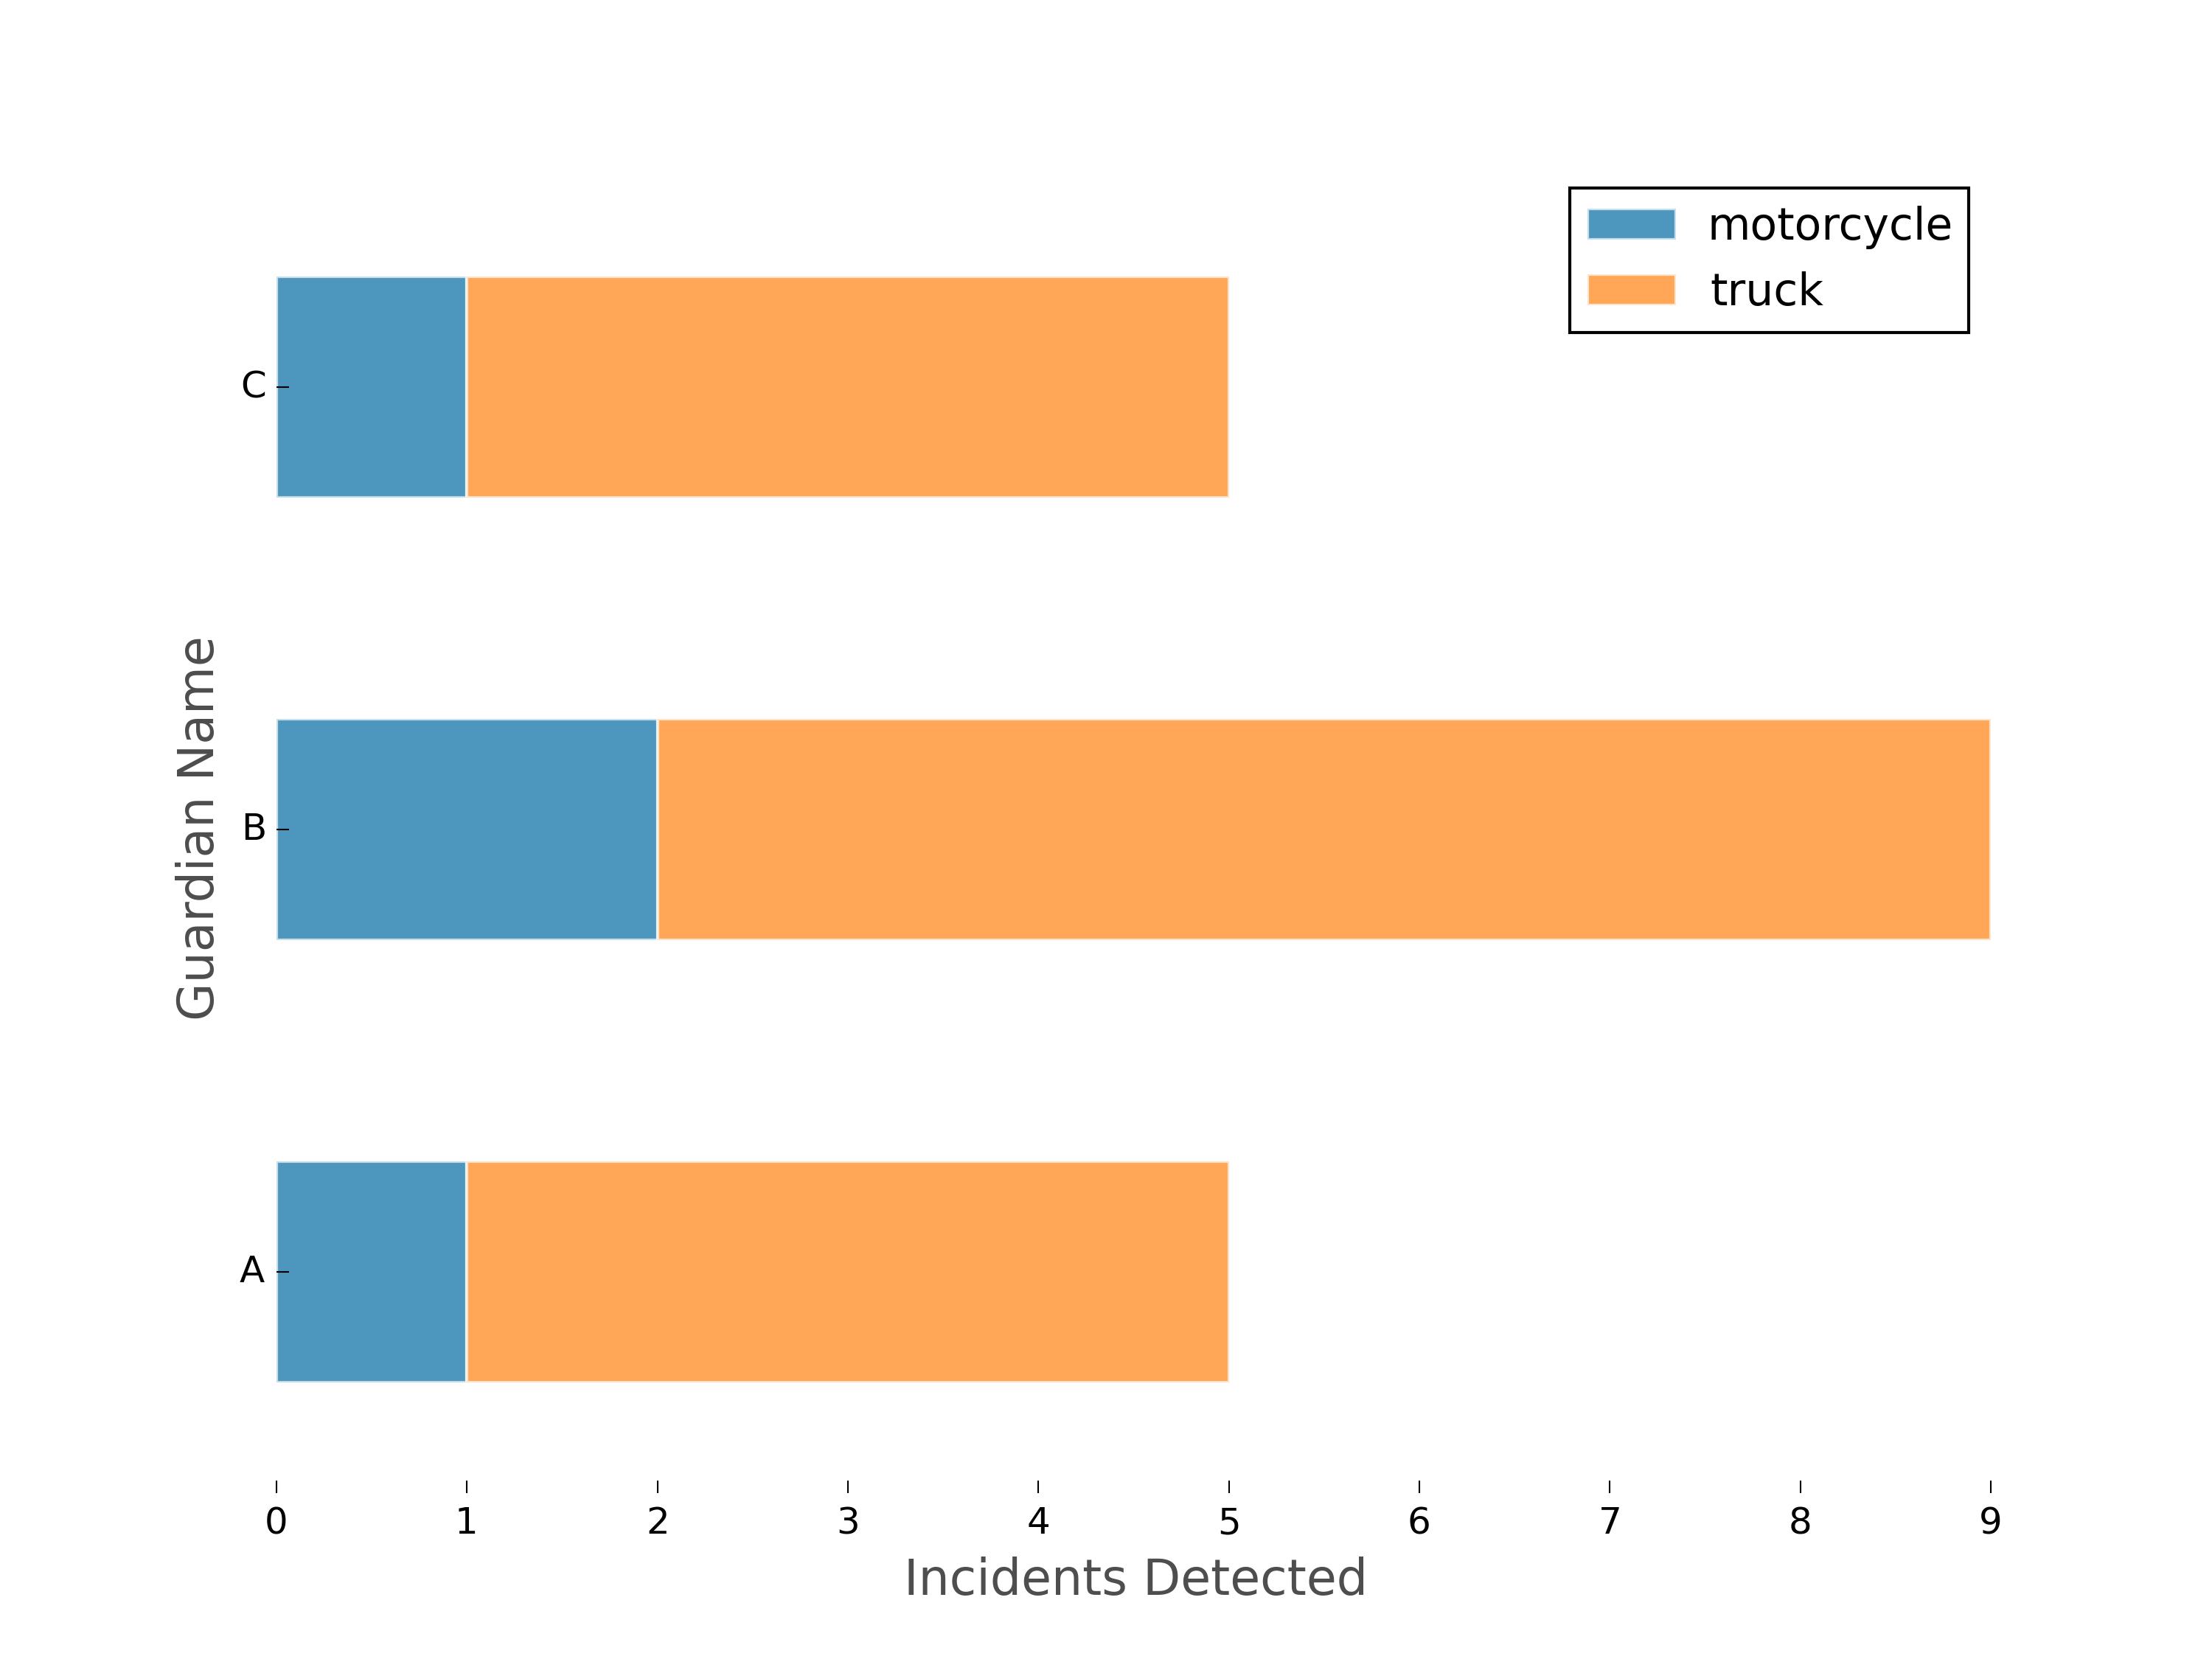 motorcycle
truck
C
B
A
Guardian Name
0 1 2 3 4 5 6 7 8 9
Incidents Detected